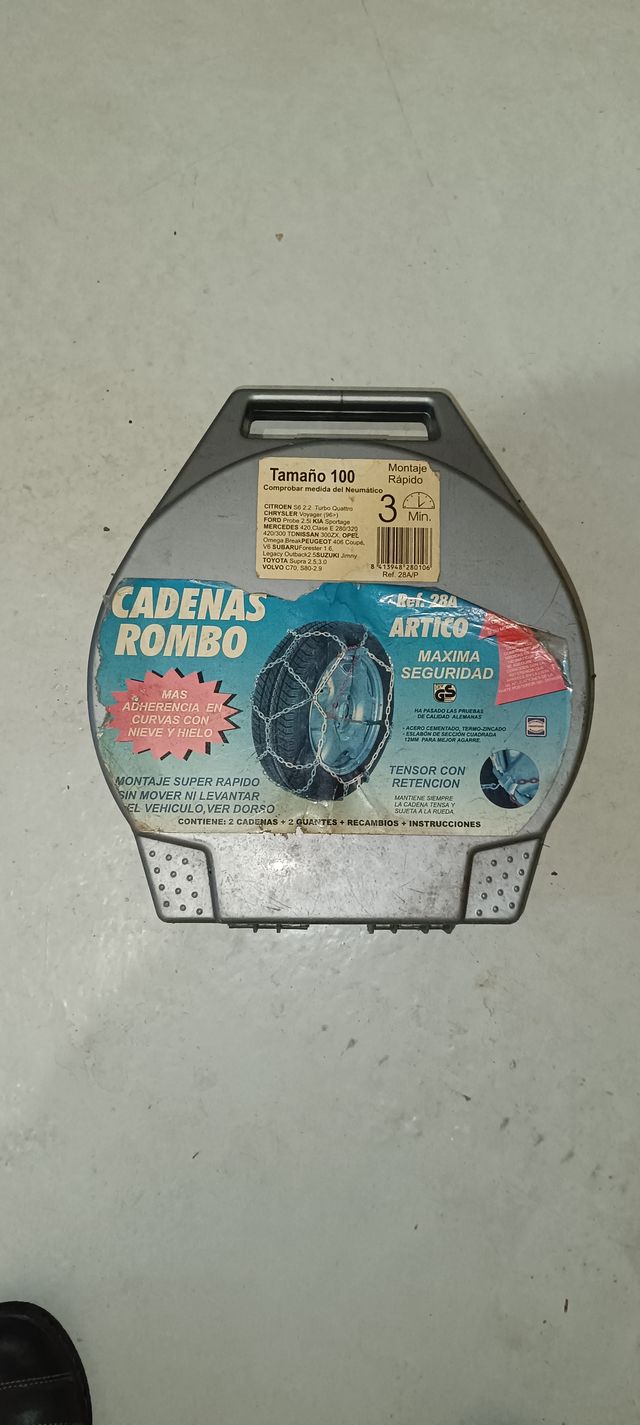 Tamaño 100
Montaje
Rápido
Comprobar medida del Neumático
3 Min.
CITROEN S6 2.2 Turbo Quattro
CHRYSLER Voyager (96>)
FORD Probe 2.5i KIA Sportage
MERCEDES 420,Clase E 280/320
420/300 TDNISSAN 300ZX, OPEL
Omega BreakPEUGEOT 406 Coupé,
V6 SUBARUForester 1.6,
Legacy Outback2.5SUZUKI Jimny
TOYOTA Supra 2.5,3.0
VOLVO C70, S80-2.9
8 413948 280106
Ref. 28A/P
CADENAS
ROMBO
Ref. 28A
ARTICO
MAXIMA
SEGURIDAD
GS
MAS
ADHERENCIA EN
CURVAS CON
NIEVE Y HIELO
HA PASADO LAS PRUEBAS
DE CALIDAD ALEMANAS
- ACERO CEMENTADO, TERMO-ZINCADO
- ESLABÓN DE SECCIÓN CUADRADA
12MM PARA MEJOR AGARRE.
MONTAJE SUPER RAPIDO
SIN MOVER NI LEVANTAR
EL VEHICULO, VER DORSO
TENSOR CON
RETENCION
MANTIENE SIEMPRE
LA CADENA TENSA Y
SUJETA A LA RUEDA.
CONTIENE: 2 CADENAS + 2 GUANTES + RECAMBIOS + INSTRUCCIONES